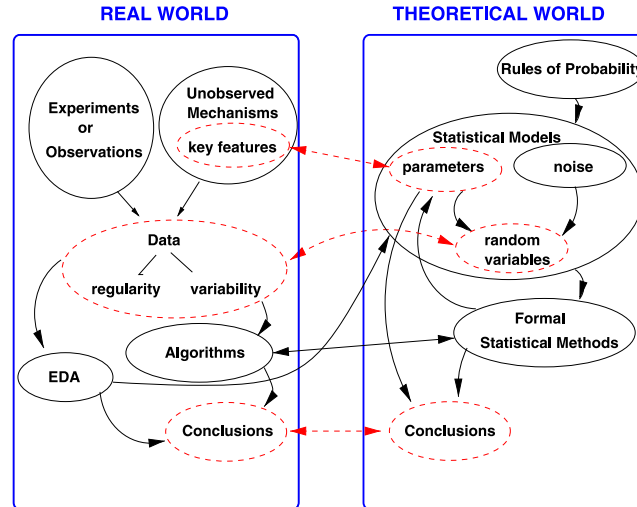 REAL WORLD
Experiments
or
Observations
Unobserved
Mechanisms
key features
Data
regularity
variability
Algorithms
EDA
Conclusions
THEORETICAL WORLD
Rules of Probability
Statistical Models
parameters
noise
random
variables
Formal
Statistical Methods
Conclusions